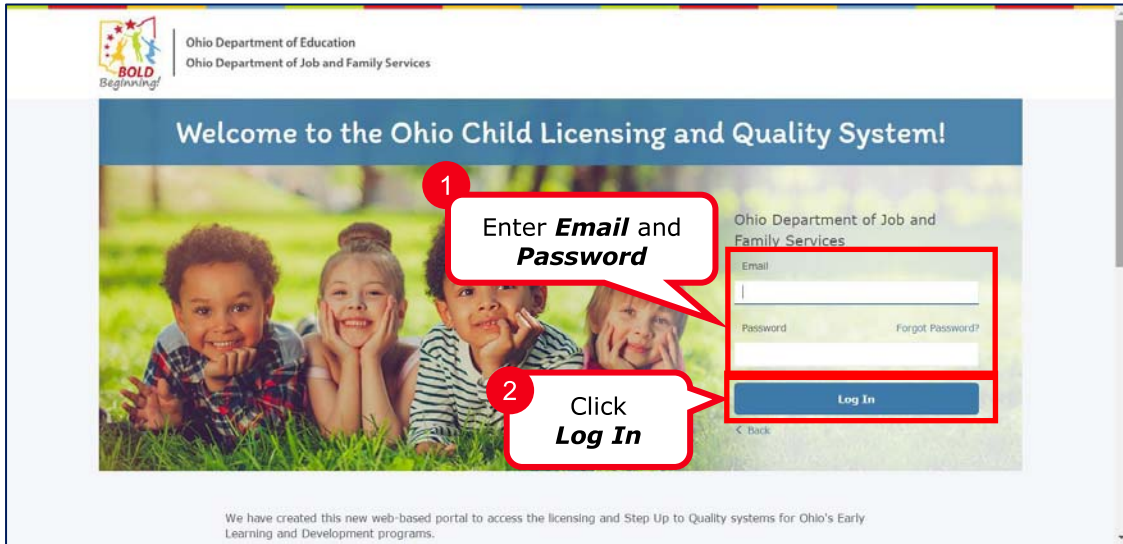 BOLD
Beginning!
Ohio Department of Education
Ohio Department of Job and Family Services
Welcome to the Ohio Child Licensing and Quality System!
1
Enter Email and
Password
Ohio Department of Job and
Family Services
Email
Password Forgot Password?
2
Click
Log In
Log In
< Back
We have created this new web-based portal to access the licensing and Step Up to Quality systems for Ohio's Early
Learning and Development programs.